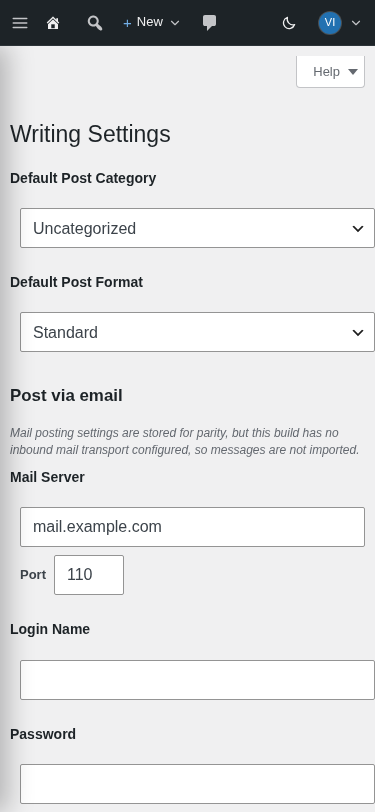 + New
VI
Help
Writing Settings
Default Post Category
Uncategorized
Default Post Format
Standard
Post via email
Mail posting settings are stored for parity, but this build has no
inbound mail transport configured, so messages are not imported.
Mail Server
mail.example.com
Port 110
Login Name
Password